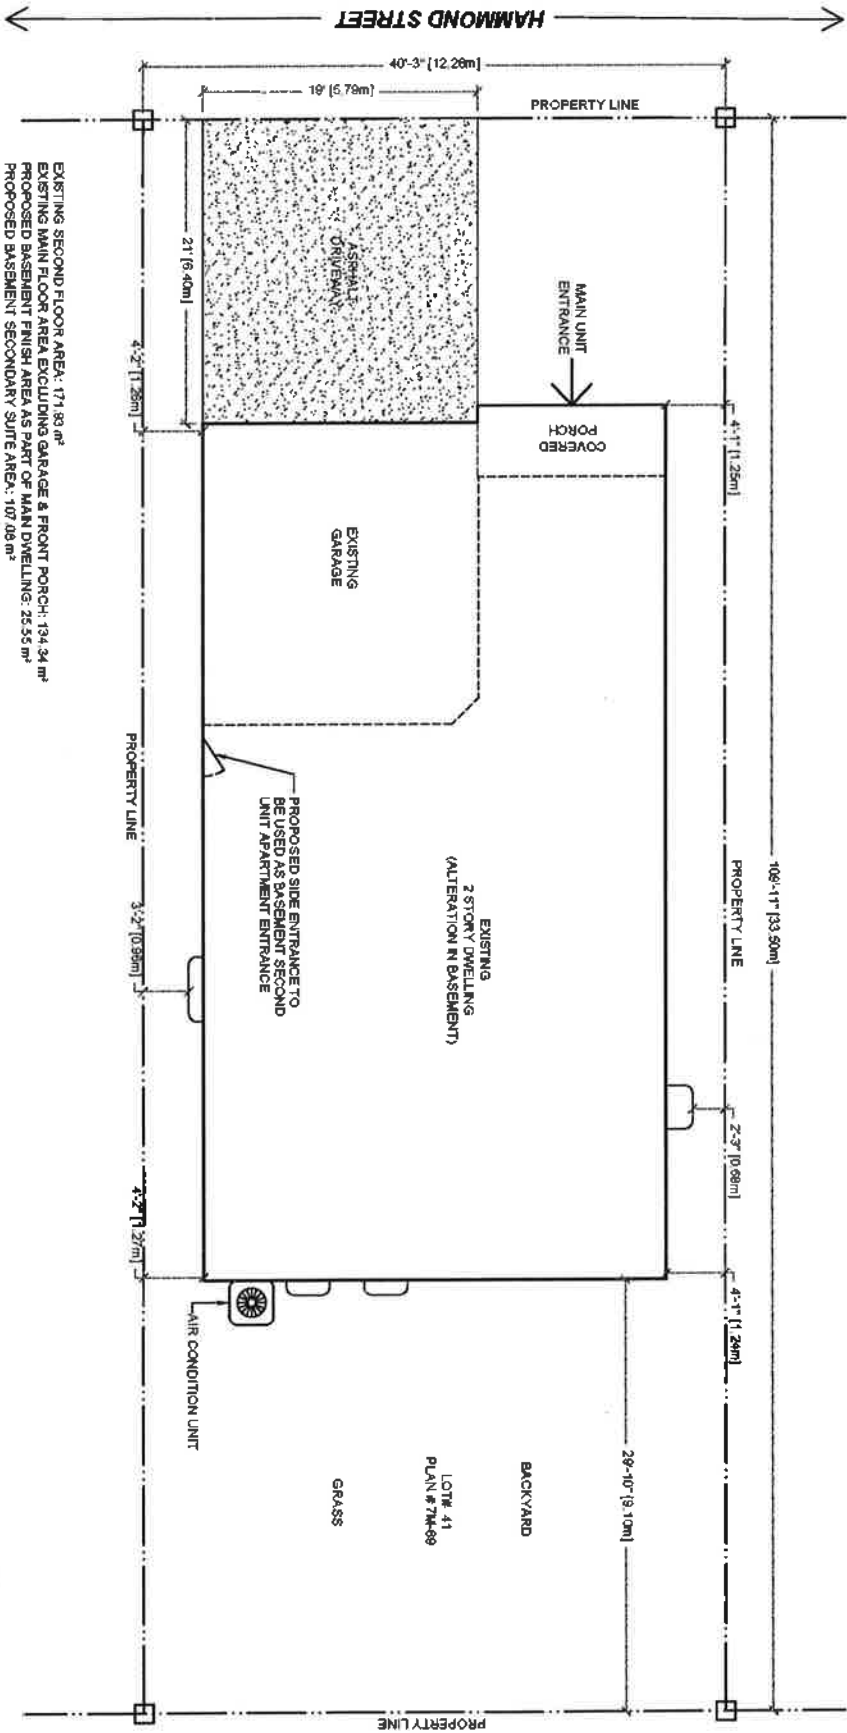 HAMMOND STREET
40'-3" [12.26m]
19' [5.79m]
PROPERTY LINE
21' [6.40m]
ASPHALT
DRIVEWAY
MAIN UNIT
ENTRANCE
COVERED
PORCH
4'-1" [1.25m]
4'-2" [1.26m]
EXISTING
GARAGE
109'-11" [33.50m]
PROPERTY LINE
EXISTING
2 STORY DWELLING
(ALTERATION IN BASEMENT)
PROPOSED SIDE ENTRANCE TO
BE USED AS BASEMENT SECOND
UNIT APARTMENT ENTRANCE
PROPERTY LINE
3'-2" [0.96m]
2'-3" [0.68m]
4'-2" [1.27m]
4'-1" [1.24m]
AIR CONDITION UNIT
29'-10" [9.10m]
BACKYARD
LOT# 41
PLAN # 7M-69
GRASS
PROPERTY LINE
EXISTING SECOND FLOOR AREA: 171.93 m²
EXISTING MAIN FLOOR AREA EXCLUDING GARAGE & FRONT PORCH: 134.34 m²
PROPOSED BASEMENT FINISH AREA AS PART OF MAIN DWELLING: 25.55 m²
PROPOSED BASEMENT SECONDARY SUITE AREA: 107.08 m²